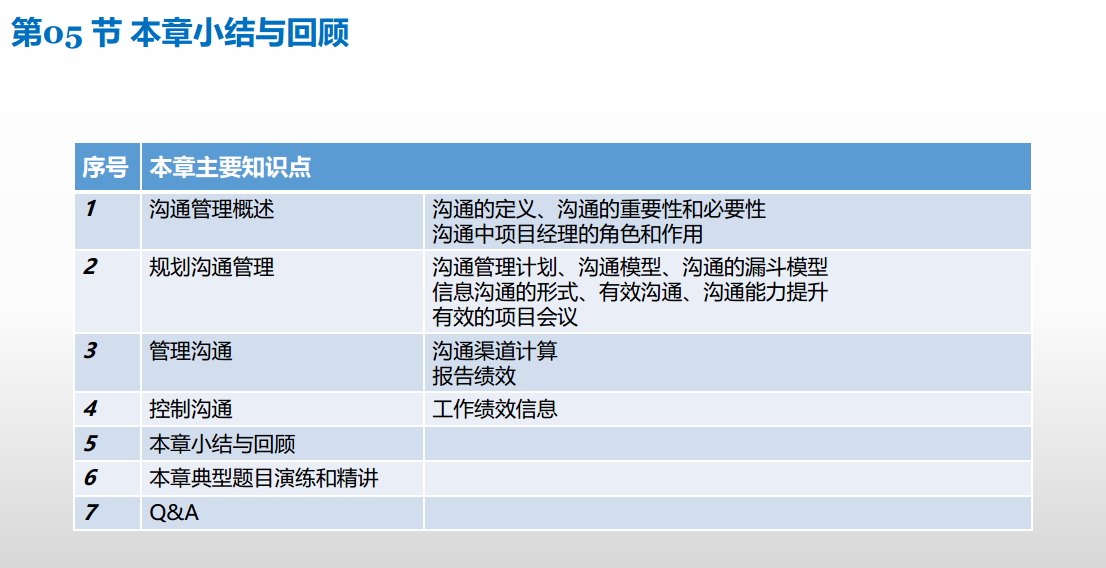 第05 节 本章小结与回顾
序号 本章主要知识点
1 沟通管理概述 沟通的定义、沟通的重要性和必要性
沟通中项目经理的角色和作用
2 规划沟通管理 沟通管理计划、沟通模型、沟通的漏斗模型
信息沟通的形式、有效沟通、沟通能力提升
有效的项目会议
3 管理沟通 沟通渠道计算
报告绩效
4 控制沟通 工作绩效信息
5 本章小结与回顾
6 本章典型题目演练和精讲
7 Q&A